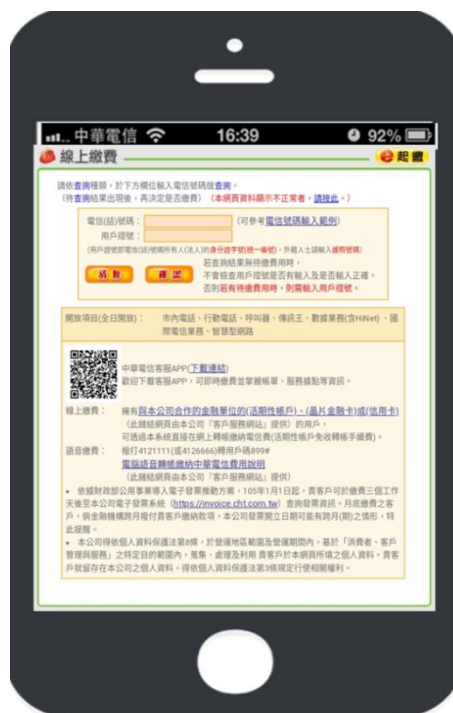 中華電信 16:39 92%
線上繳費 e起繳
請依查詢種類，於下方欄位輸入電信號碼做查詢。
(待查詢結果出現後，再決定是否繳費) (本網頁資料顯示不正常者，請按此。)
電信(話)號碼： (可參考電信號碼輸入範例)
用戶證號：
(用戶證號即電信(話)號碼所有人(法人)的身分證字號(統一編號)，外籍人士請輸入護照號碼)
若查詢結果無待繳費用時，
不會檢查用戶證號是否有輸入及是否輸入正確。
否則若有待繳費用時，則需輸入用戶證號。
開放項目(全日開放)： 市內電話、行動電話、呼叫器、傳訊王、數據業務(含HiNet)、國
際電信業務、智慧型網路
中華電信客服APP(下載連結)
歡迎下載客服APP，可即時繳費並掌握帳單、服務據點等資訊。
線上繳費： 擁有與本公司合作的金融單位的(活期性帳戶)、(晶片金融卡)或(信用卡)
(此鏈結網頁由本公司『客戶服務網站』提供) 的用戶，
可透過本系統直接在網上轉帳繳納電信費(活期性帳戶免收轉帳手續費)。
語音繳費： 撥打4121111(或4126666)轉用戶碼899#
電腦語音轉帳繳納中華電信費用說明
(此鏈結網頁由本公司『客戶服務網站』提供)
• 依據財政部公用事業導入電子發票推動方案，105年1月1日起，貴客戶可於繳費三個工作
天後至本公司電子發票系統 (https://invoice.cht.com.tw) 查詢發票資訊。月底繳費之客
戶，倘金融機構跨月撥付貴客戶繳納款項，本公司發票開立日期可能有跨月(期)之情形，特
此提醒。
• 本公司得依個人資料保護法第8條，於營運地區範圍及營運期間內，基於「消費者、客戶
管理與服務」之特定目的範圍內，蒐集、處理及利用 貴客戶於本網頁所填之個人資料。貴客
戶就留存在本公司之個人資料，得依個人資料保護法第3條規定行使相關權利。